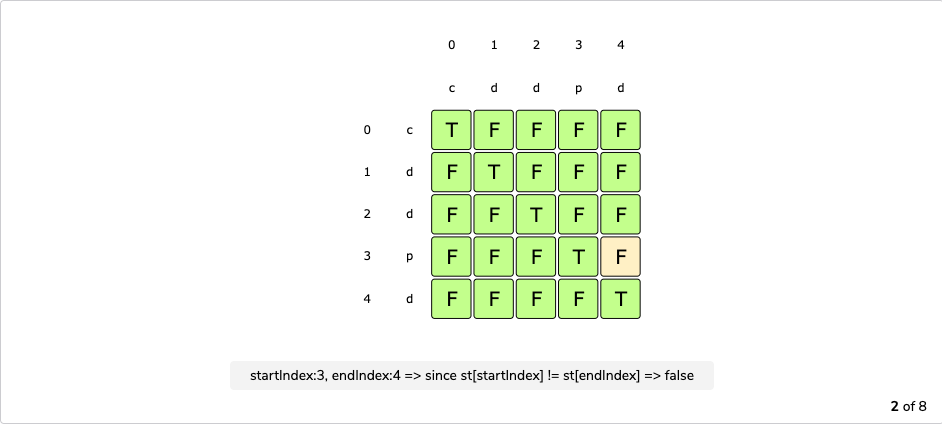 0 1 2 3 4
c d d p d
0 c T F F F F
1 d F T F F F
2 d F F T F F
3 p F F F T F
4 d F F F F T
startIndex:3, endIndex:4 => since st[startIndex] != st[endIndex] => false
2 of 8